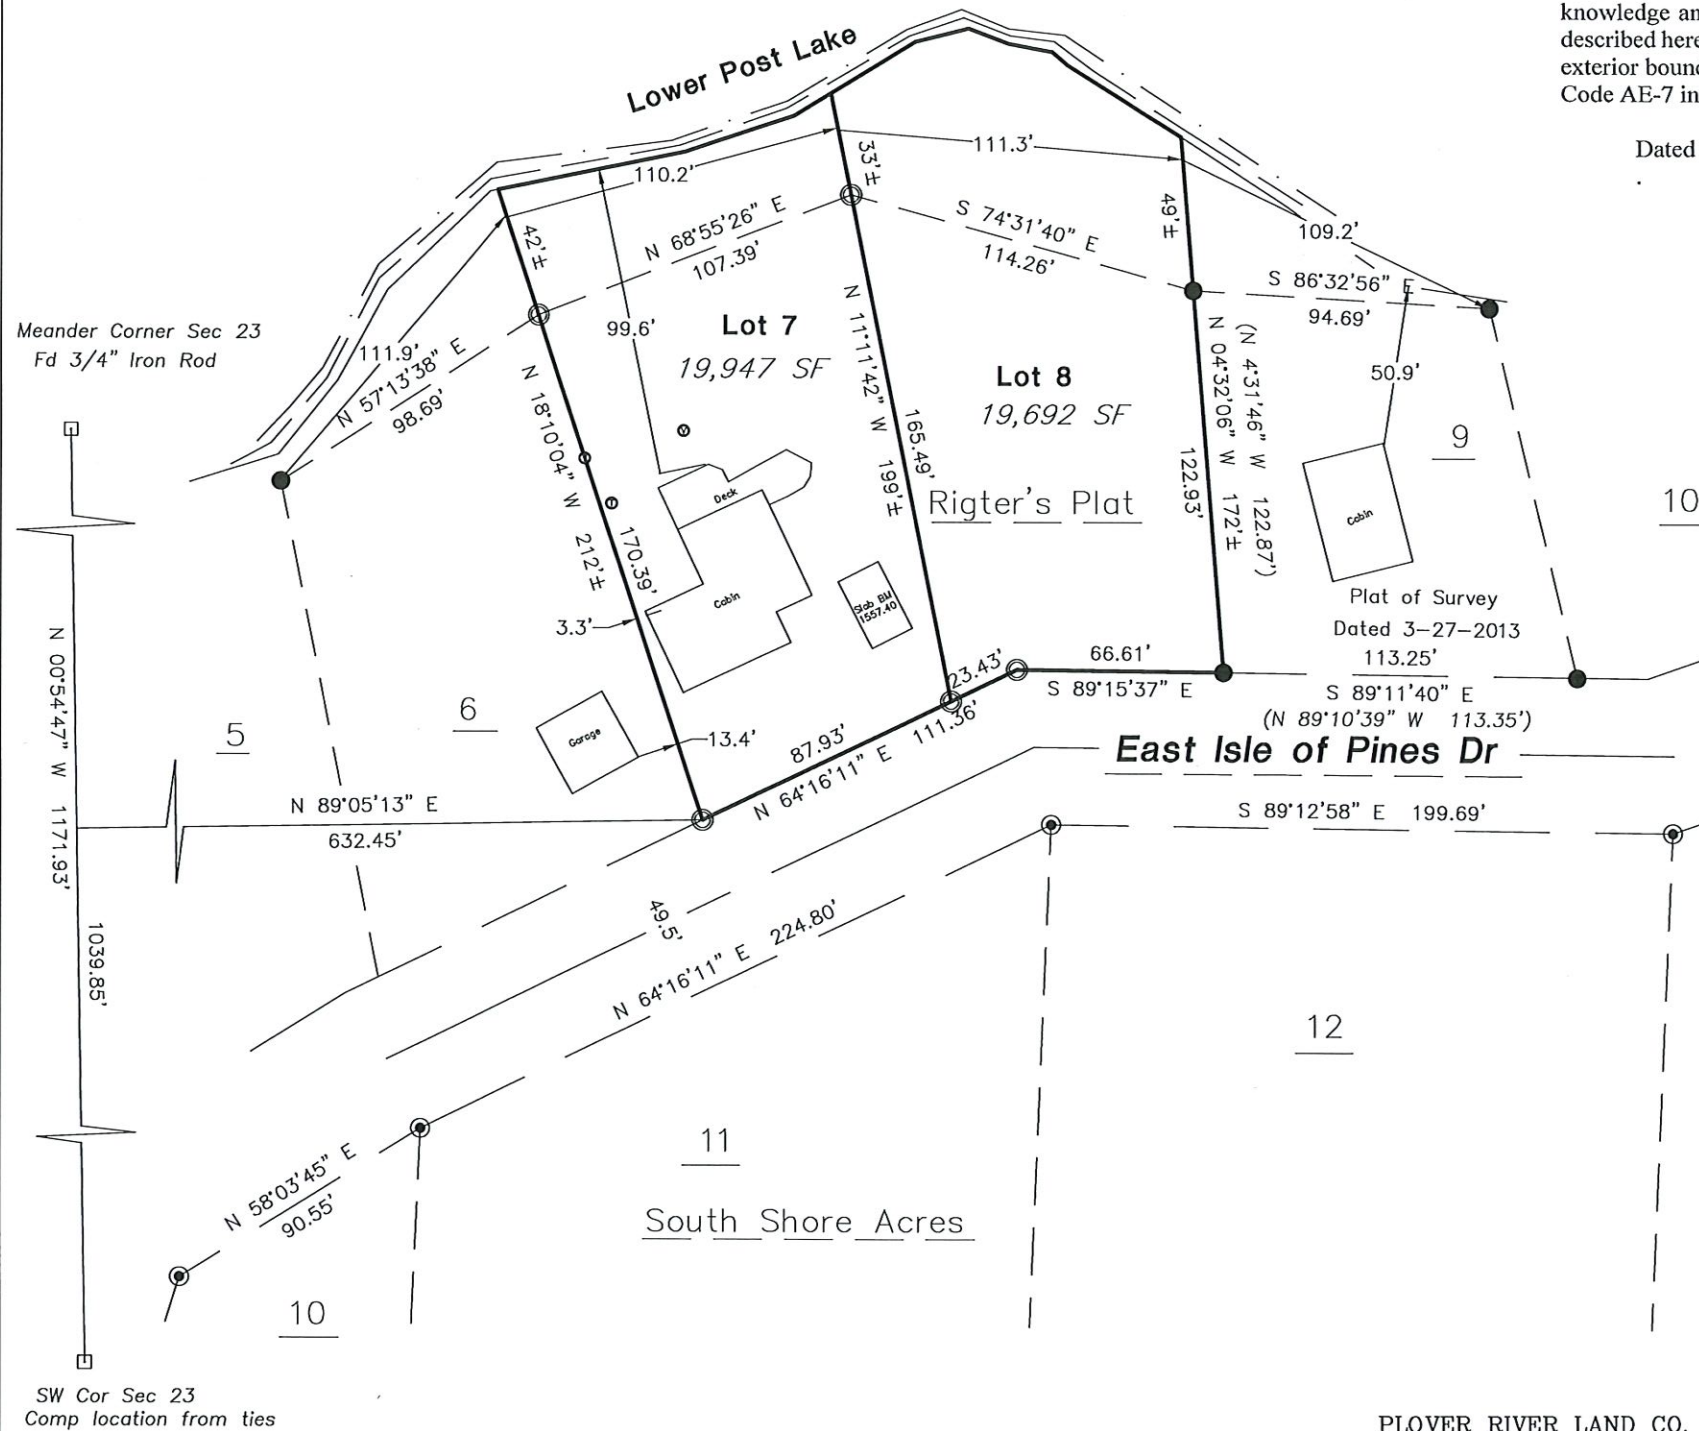 knowledge an
described here
exterior bound
Code AE-7 in
Dated
Lower Post Lake
110.2'
111.3'
33'±
42'±
49'±
N 68°55'26" E
107.39'
S 74°31'40" E
114.26'
109.2'
S 86°32'56" E
94.69'
Meander Corner Sec 23
Fd 3/4" Iron Rod
111.9'
N 57°13'38" E
98.69'
99.6'
Lot 7
19,947 SF
Lot 8
19,692 SF
50.9'
9
10
N 18°10'04" W 212'±
170.39'
N 11°11'42" W 199'±
165.49'
N 04°32'06" W 172'±
122.93'
(N 4°31'46" W 122.87')
Deck
Cabin
Slab BM
1557.40
Rigter's Plat
Cabin
Plat of Survey
Dated 3-27-2013
113.25'
S 89°11'40" E
(N 89°10'39" W 113.35')
3.3'
23.43'
66.61'
S 89°15'37" E
5
6
Garage
13.4'
87.93'
N 64°16'11" E 111.36'
East Isle of Pines Dr
N 00°54'47" W 1171.93'
N 89°05'13" E
632.45'
S 89°12'58" E 199.69'
49.5'
N 64°16'11" E 224.80'
1039.85'
12
11
N 58°03'45" E
90.55'
South Shore Acres
10
SW Cor Sec 23
Comp location from ties
PLOVER RIVER LAND CO.